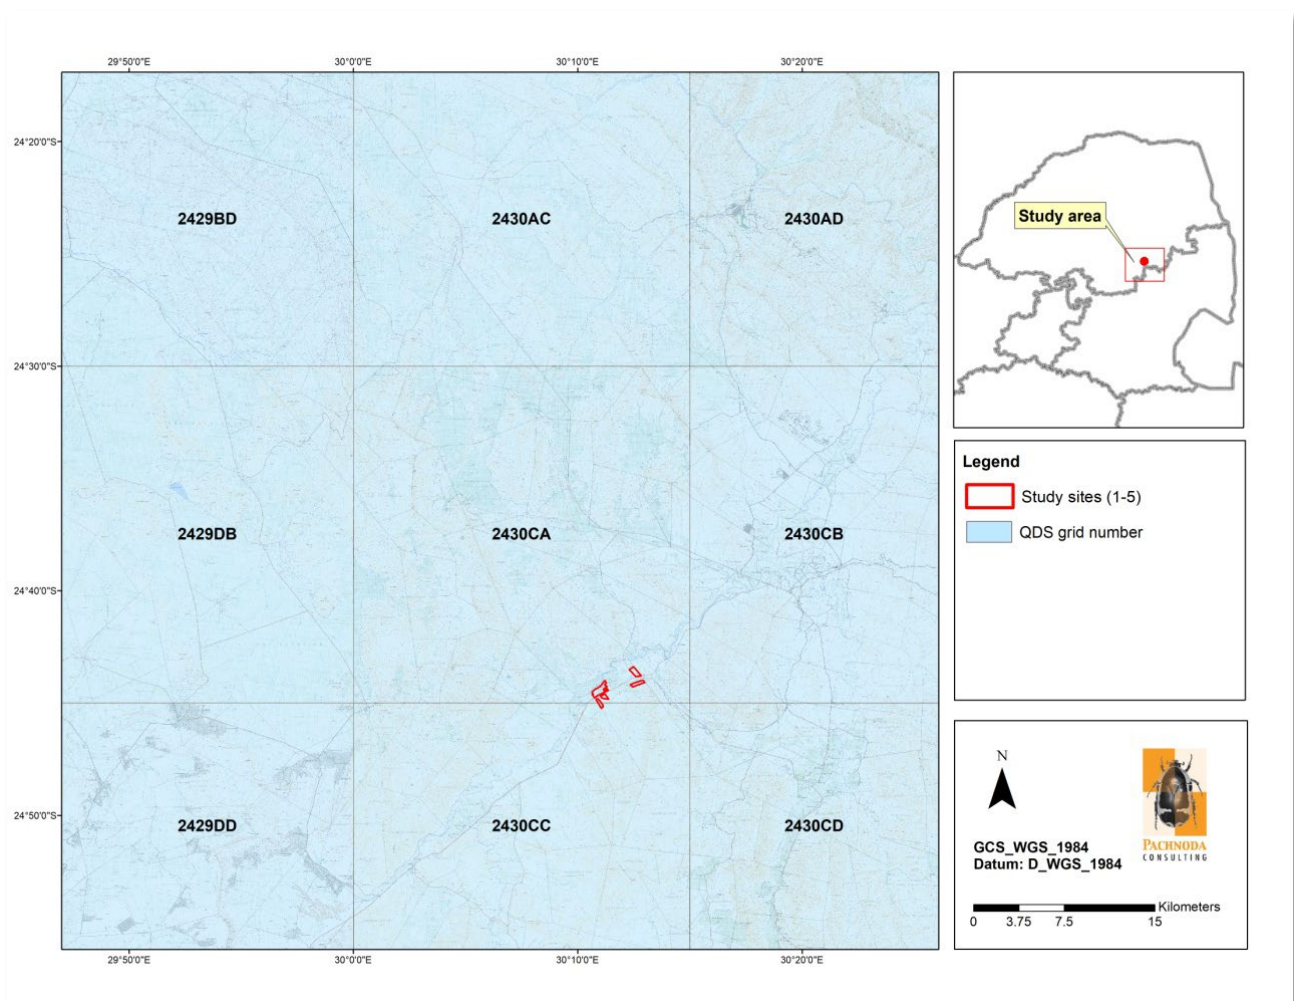 29°50'0"E
30°0'0"E
30°10'0"E
30°20'0"E
24°20'0"S
24°30'0"S
24°40'0"S
24°50'0"S
2429BD
2430AC
2430AD
2429DB
2430CA
2430CB
2429DD
2430CC
2430CD
29°50'0"E
30°0'0"E
30°10'0"E
30°20'0"E
Study area
Legend
Study sites (1-5)
QDS grid number
N
PACHNODA
CONSULTING
GCS_WGS_1984
Datum: D_WGS_1984
Kilometers
0
3.75
7.5
15